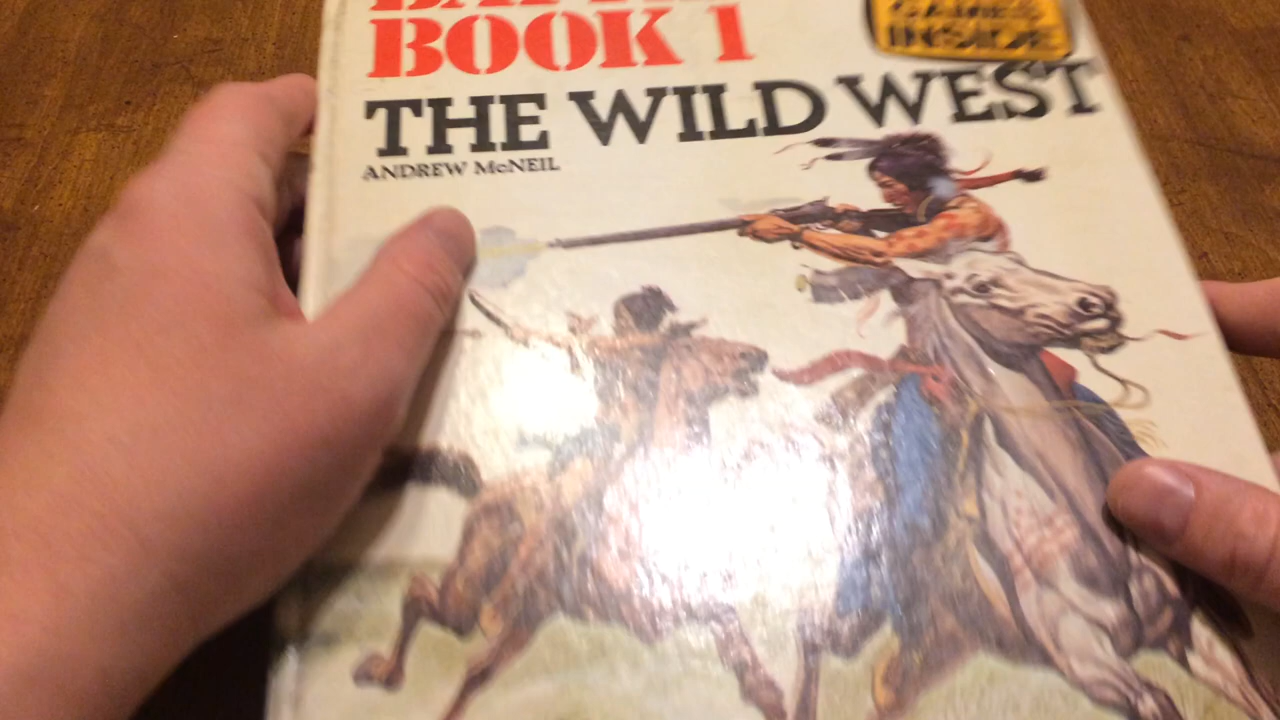 BOOK 1
GAMES
INSIDE
THE WILD WEST
ANDREW McNEIL